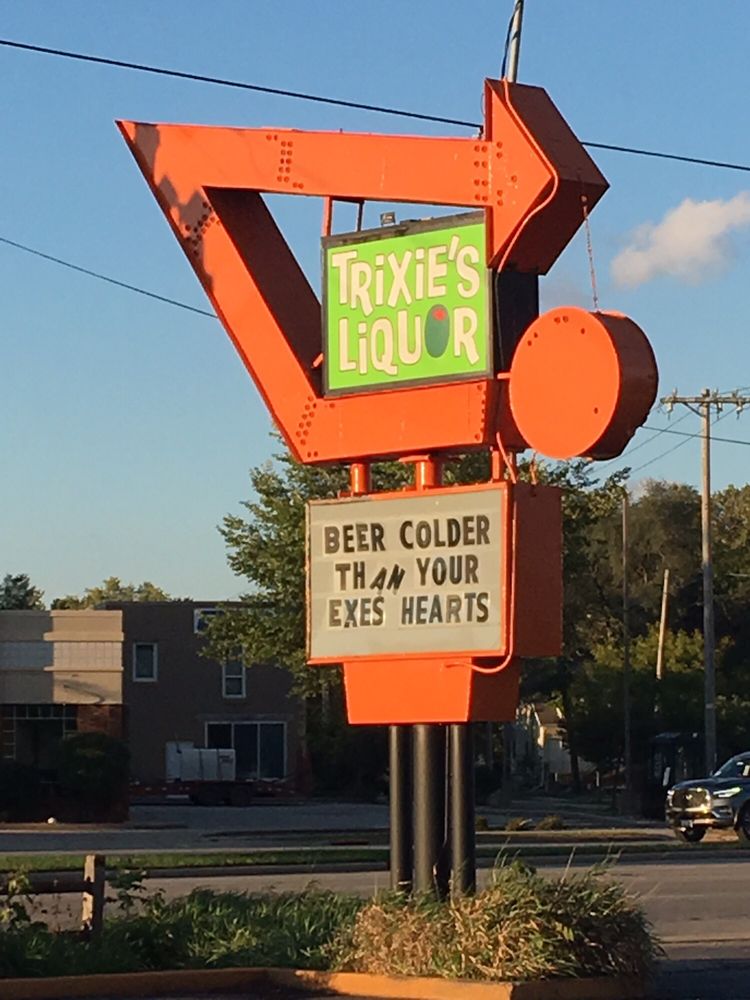 TRiXiE'S
LiQUOR
BEER COLDER
THAN YOUR
EXES HEARTS